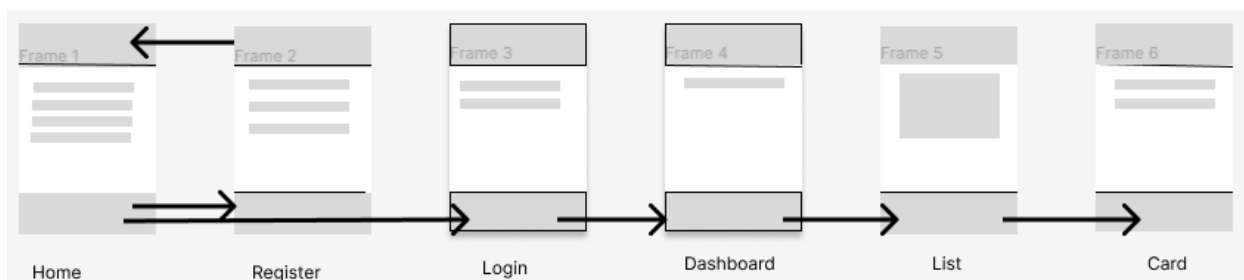 Frame 1
Frame 2
Frame 3
Frame 4
Frame 5
Frame 6
Home
Register
Login
Dashboard
List
Card